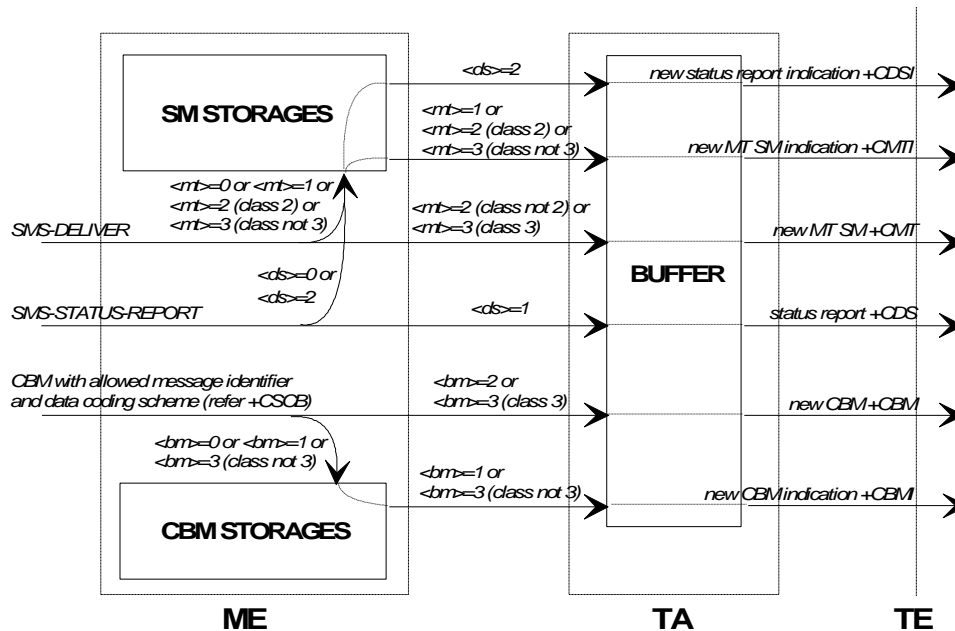 <ds>=2
new status report indication +CDSI
SM STORAGES
<mt>=1 or
<mt>=2 (class 2) or
<mt>=3 (class not 3)
new MT SM indication +CMTI
<mt>=0 or <mt>=1 or
<mt>=2 (class 2) or
<mt>=3 (class not 3)
<mt>=2 (class not 2) or
<mt>=3 (class 3)
SMS-DELIVER
new MT SM +CMT
BUFFER
<ds>=0 or
<ds>=2
SMS-STATUS-REPORT
<ds>=1
status report +CDS
CBM with allowed message identifier
and data coding scheme (refer +CSCB)
<bm>=2 or
<bm>=3 (class 3)
new CBM +CBM
<bm>=0 or <bm>=1 or
<bm>=3 (class not 3)
<bm>=1 or
<bm>=3 (class not 3)
new CBM indication +CBMI
CBM STORAGES
ME
TA
TE